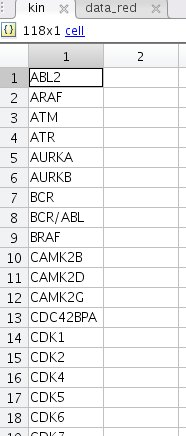 kin data_red
118x1 cell
1 2
1 ABL2
2 ARAF
3 ATM
4 ATR
5 AURKA
6 AURKB
7 BCR
8 BCR/ABL
9 BRAF
10 CAMK2B
11 CAMK2D
12 CAMK2G
13 CDC42BPA
14 CDK1
15 CDK2
16 CDK4
17 CDK5
18 CDK6